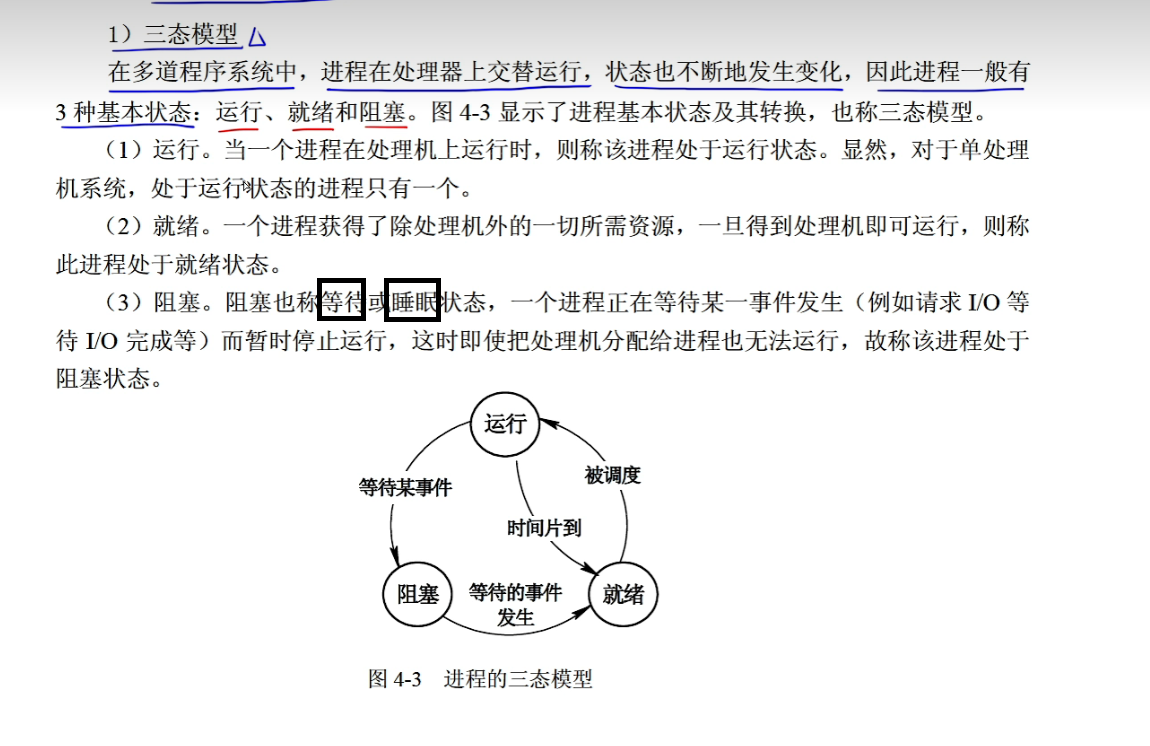 1）三态模型
在多道程序系统中，进程在处理器上交替运行，状态也不断地发生变化，因此进程一般有
3 种基本状态：运行、就绪和阻塞。图 4-3 显示了进程基本状态及其转换，也称三态模型。
（1）运行。当一个进程在处理机上运行时，则称该进程处于运行状态。显然，对于单处理
机系统，处于运行状态的进程只有一个。
（2）就绪。一个进程获得了除处理机外的一切所需资源，一旦得到处理机即可运行，则称
此进程处于就绪状态。
（3）阻塞。阻塞也称等待或睡眠状态，一个进程正在等待某一事件发生（例如请求 I/O 等
待 I/O 完成等）而暂时停止运行，这时即使把处理机分配给进程也无法运行，故称该进程处于
阻塞状态。
运行
被调度
等待某事件
时间片到
阻塞
等待的事件
发生
就绪
图 4-3 进程的三态模型